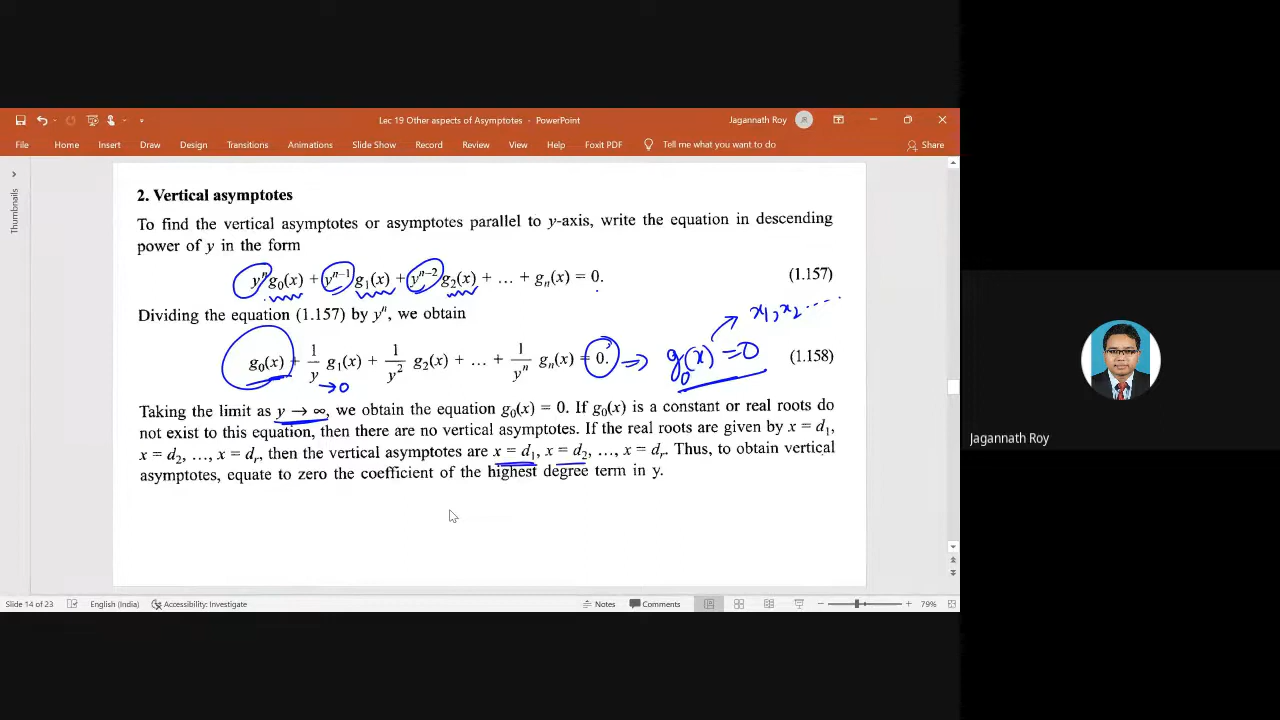 Lec 19 Other aspects of Asymptotes - PowerPoint
Jagannath Roy
File Home Insert Draw Design Transitions Animations Slide Show Record Review View Help Foxit PDF Tell me what you want to do Share
Thumbnails
2. Vertical asymptotes
To find the vertical asymptotes or asymptotes parallel to y-axis, write the equation in descending
power of y in the form
yⁿg₀(x) + yⁿ⁻¹ g₁(x) + yⁿ⁻² g₂(x) + … + gₙ(x) = 0. (1.157)
Dividing the equation (1.157) by yⁿ, we obtain
x₁, x₂ ....
g₀(x) + 1/y g₁(x) + 1/y² g₂(x) + … + 1/yⁿ gₙ(x) = 0. ⇒ g₀(x) = 0 (1.158)
→ 0
Taking the limit as y → ∞, we obtain the equation g₀(x) = 0. If g₀(x) is a constant or real roots do
not exist to this equation, then there are no vertical asymptotes. If the real roots are given by x = d₁,
x = d₂, …, x = dᵣ, then the vertical asymptotes are x = d₁, x = d₂, …, x = dᵣ. Thus, to obtain vertical
asymptotes, equate to zero the coefficient of the highest degree term in y.
Slide 14 of 23 English (India) Accessibility: Investigate Notes Comments 79%
Jagannath Roy